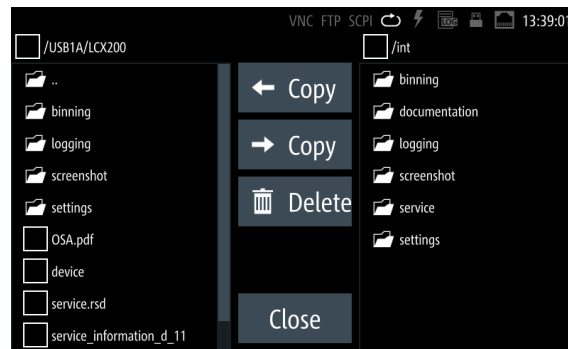 VNC FTP SCPI LOG 13:39:01
/USB1A/LCX200
..
binning
logging
screenshot
settings
OSA.pdf
device
service.rsd
service_information_d_11
Copy
Copy
Delete
Close
/int
binning
documentation
logging
screenshot
service
settings